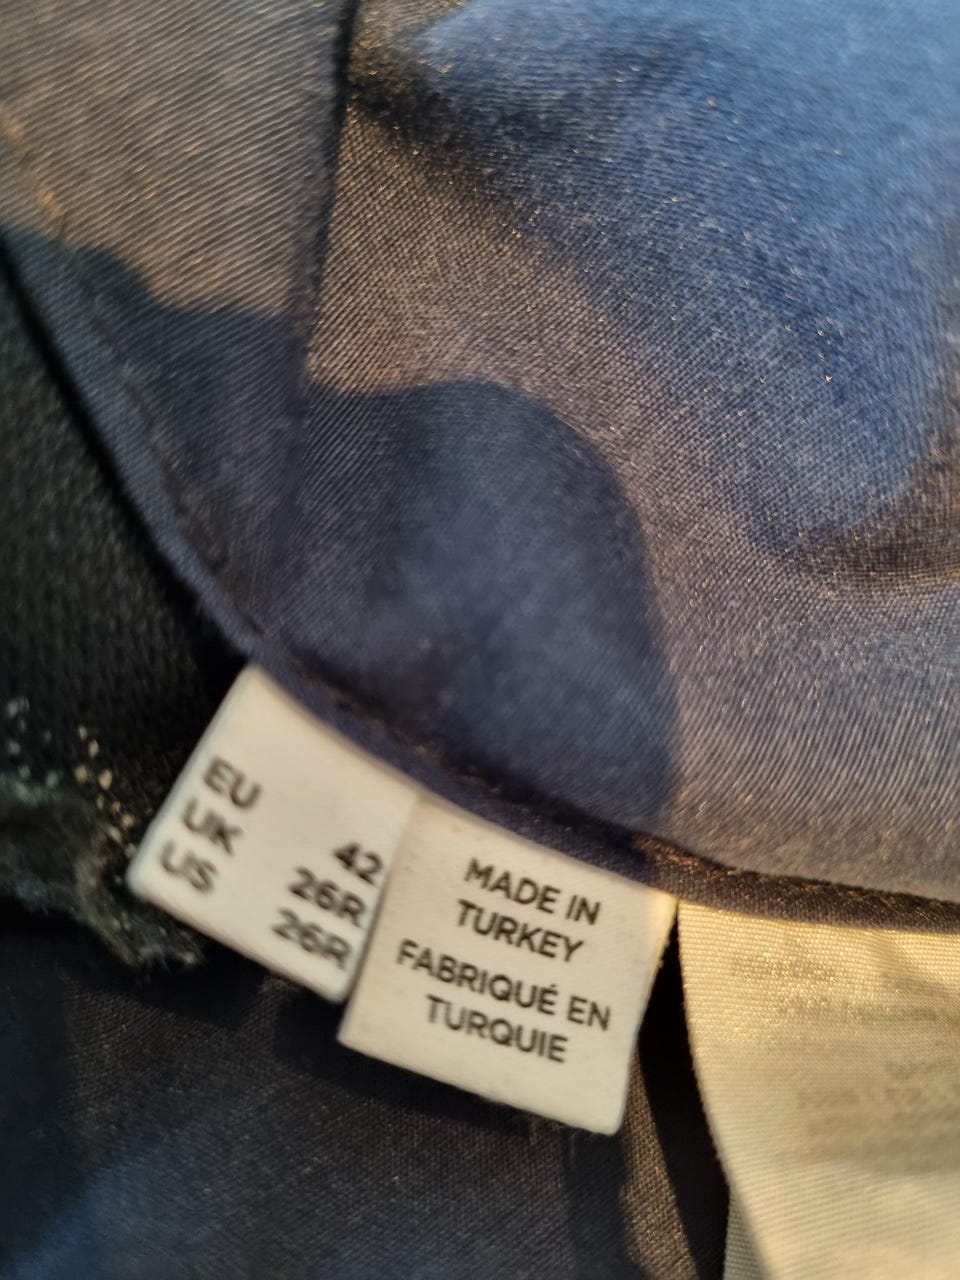 EU 42
UK 26R
US 26R
MADE IN
TURKEY
FABRIQUÉ EN
TURQUIE